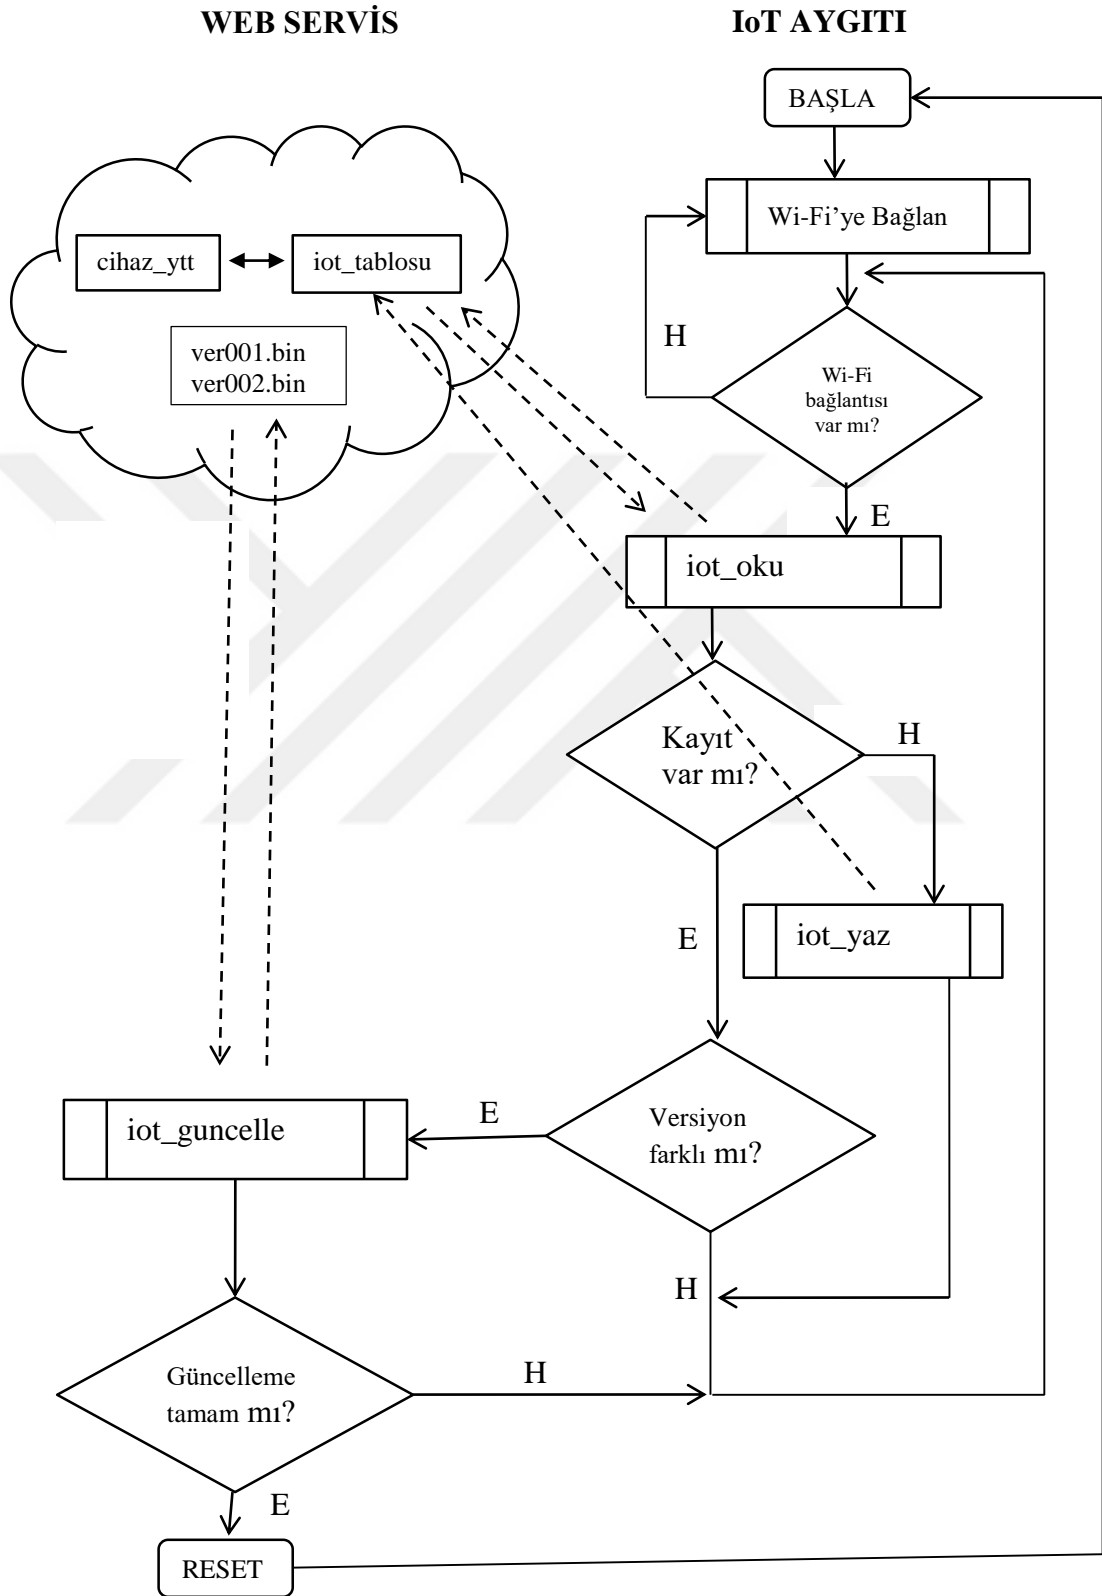 WEB SERVİS
IoT AYGITI
BAŞLA
Wi-Fi’ye Bağlan
cihaz_ytt
iot_tablosu
ver001.bin
ver002.bin
H
Wi-Fi
bağlantısı
var mı?
E
iot_oku
Kayıt
var mı?
H
E
iot_yaz
Versiyon
farklı mı?
E
iot_guncelle
H
Güncelleme
tamam mı?
H
E
RESET